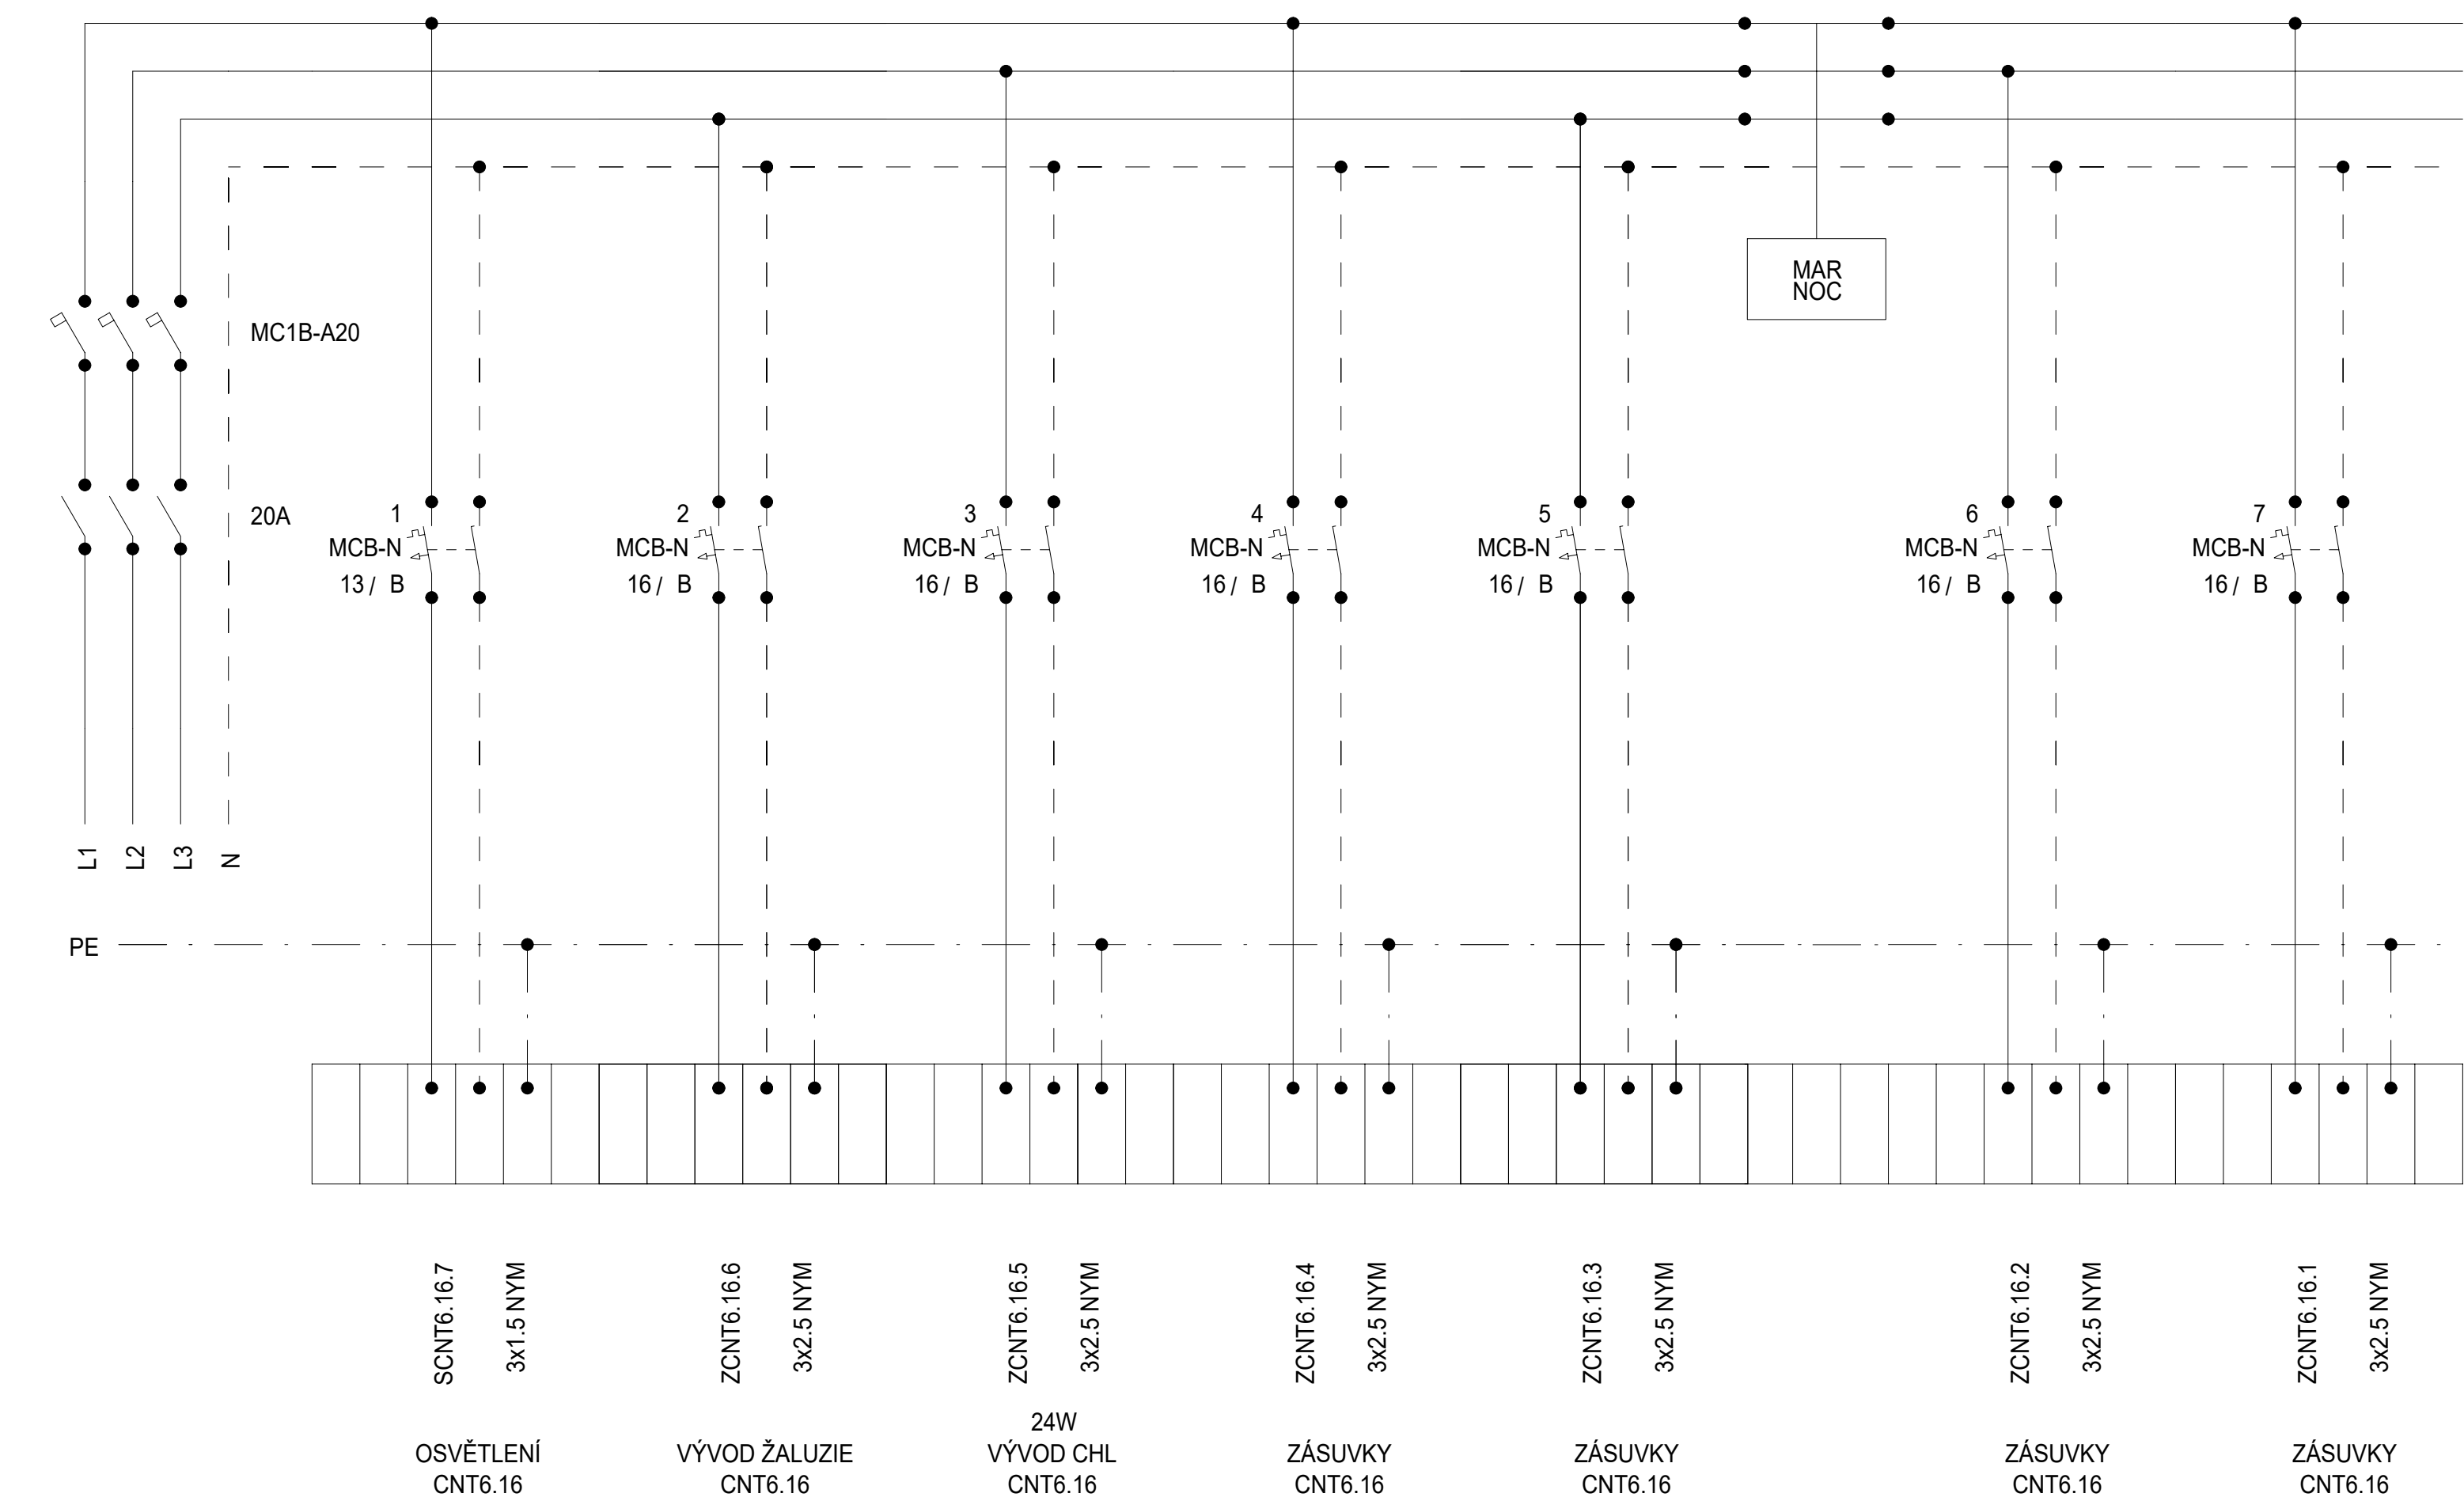 MAR
NOC
MC1B-A20
20A
1
MCB-N
13 / B
2
MCB-N
16 / B
3
MCB-N
16 / B
4
MCB-N
16 / B
5
MCB-N
16 / B
6
MCB-N
16 / B
7
MCB-N
16 / B
L1
L2
L3
N
PE
SCNT6.16.7
3x1.5 NYM
ZCNT6.16.6
3x2.5 NYM
ZCNT6.16.5
3x2.5 NYM
ZCNT6.16.4
3x2.5 NYM
ZCNT6.16.3
3x2.5 NYM
ZCNT6.16.2
3x2.5 NYM
ZCNT6.16.1
3x2.5 NYM
OSVĚTLENÍ
CNT6.16
VÝVOD ŽALUZIE
CNT6.16
24W
VÝVOD CHL
CNT6.16
ZÁSUVKY
CNT6.16
ZÁSUVKY
CNT6.16
ZÁSUVKY
CNT6.16
ZÁSUVKY
CNT6.16